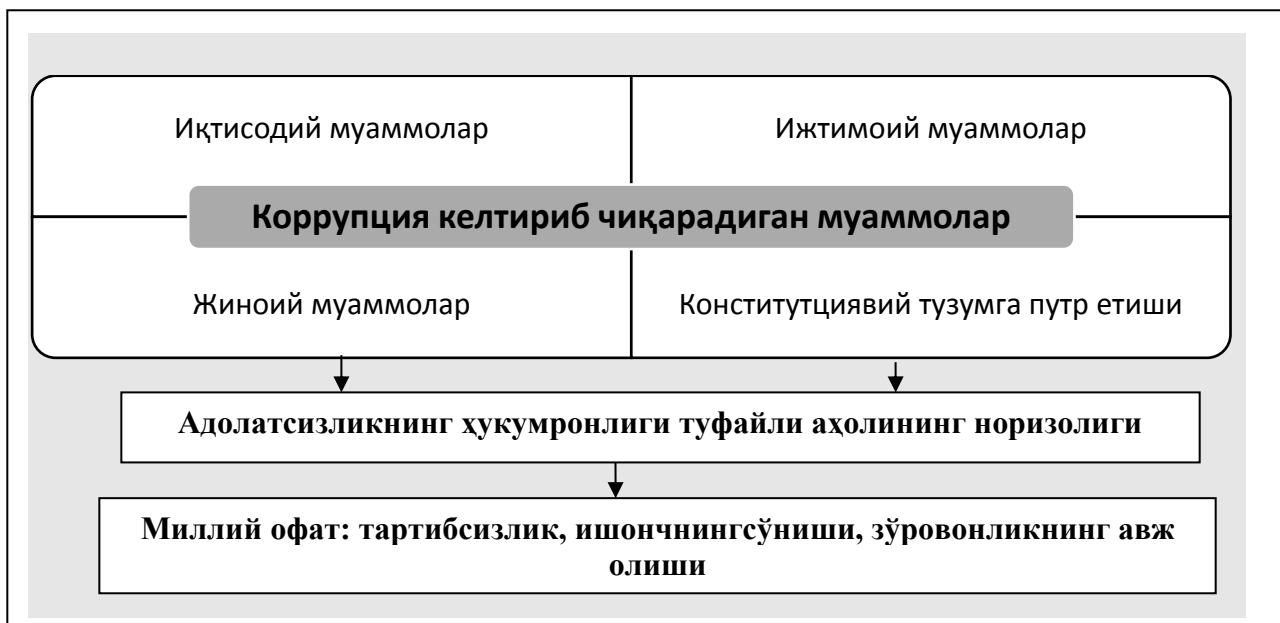 Иқтисодий муаммолар
Ижтимоий муаммолар
Коррупция келтириб чиқарадиган муаммолар
Жиноий муаммолар
Конститутциявий тузумга путр етиши
Адолатсизликнинг ҳукумронлиги туфайли аҳолининг норизолиги
Миллий офат: тартибсизлик, ишончнингсўниши, зўровонликнинг авж
олиши